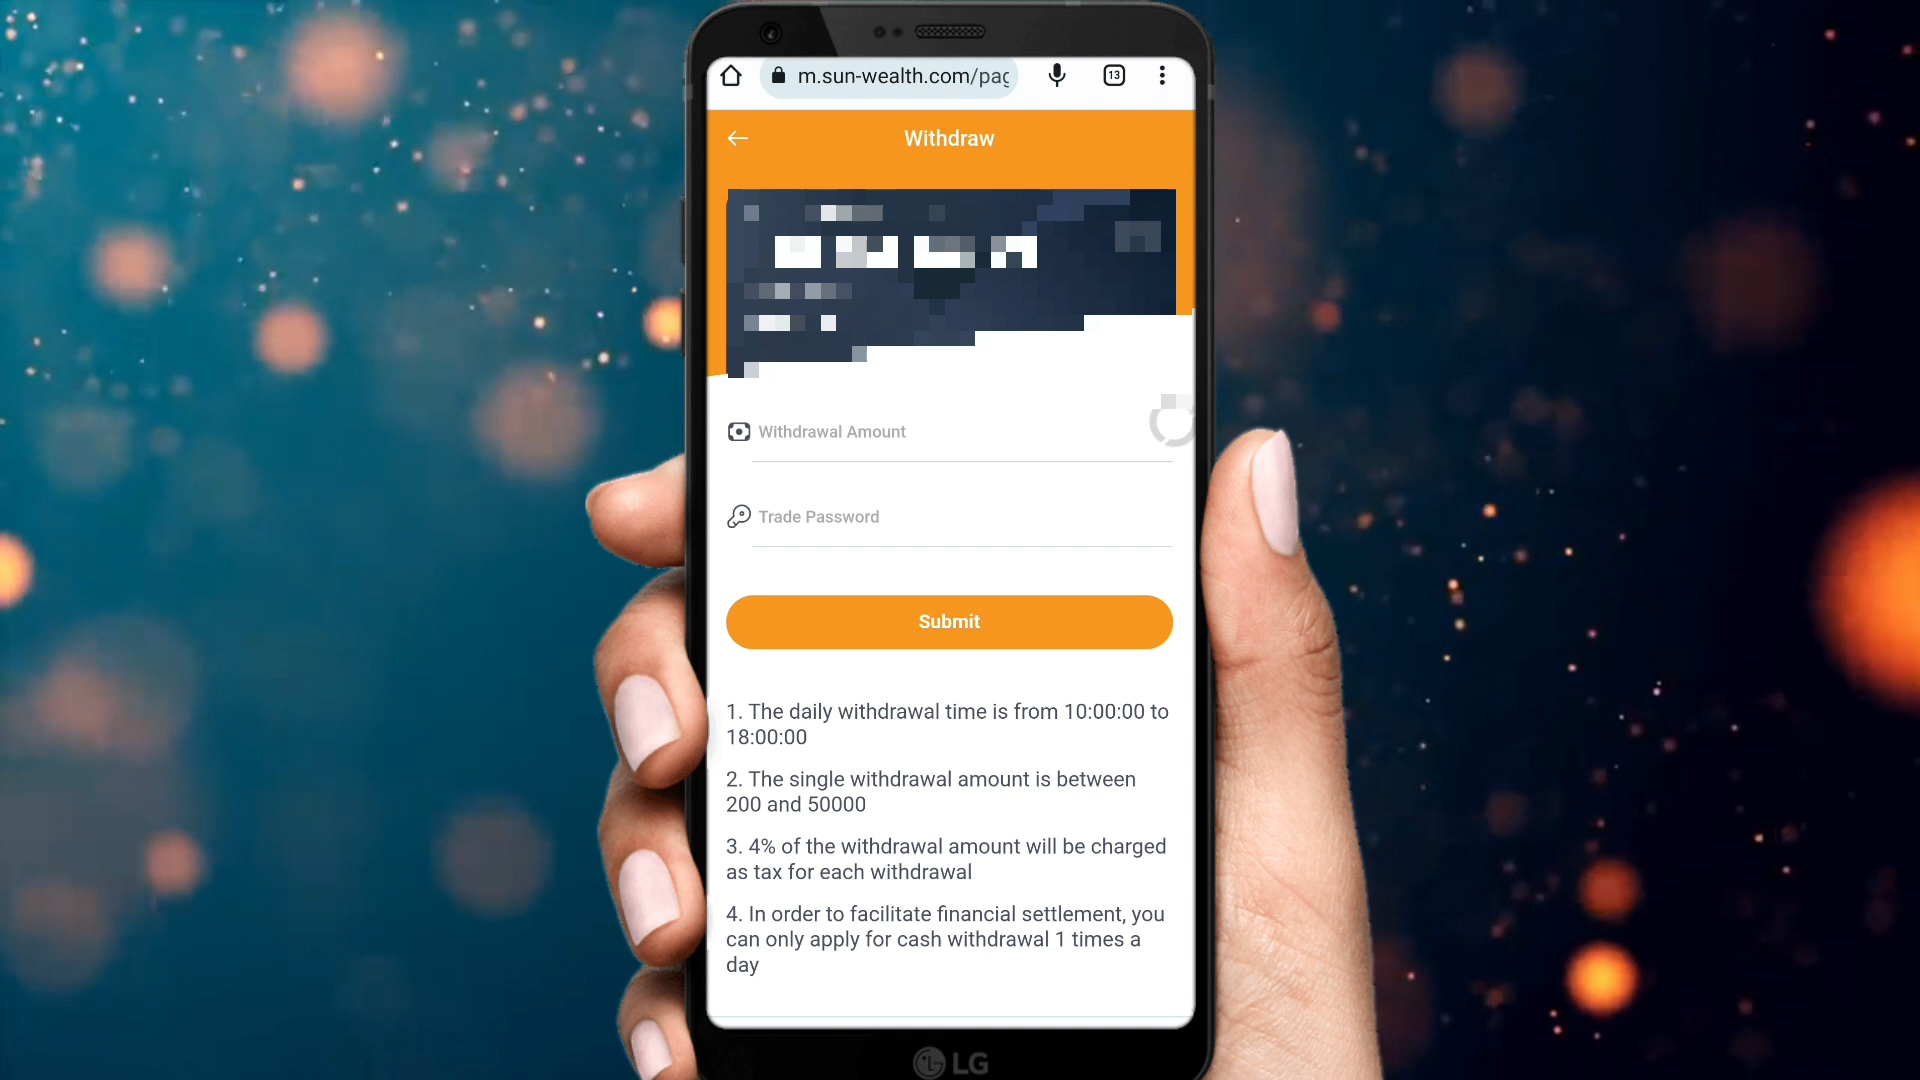 m.sun-wealth.com/pag
13
Withdraw
Withdrawal Amount
Trade Password
Submit
1. The daily withdrawal time is from 10:00:00 to
18:00:00
2. The single withdrawal amount is between
200 and 50000
3. 4% of the withdrawal amount will be charged
as tax for each withdrawal
4. In order to facilitate financial settlement, you
can only apply for cash withdrawal 1 times a
day
LG